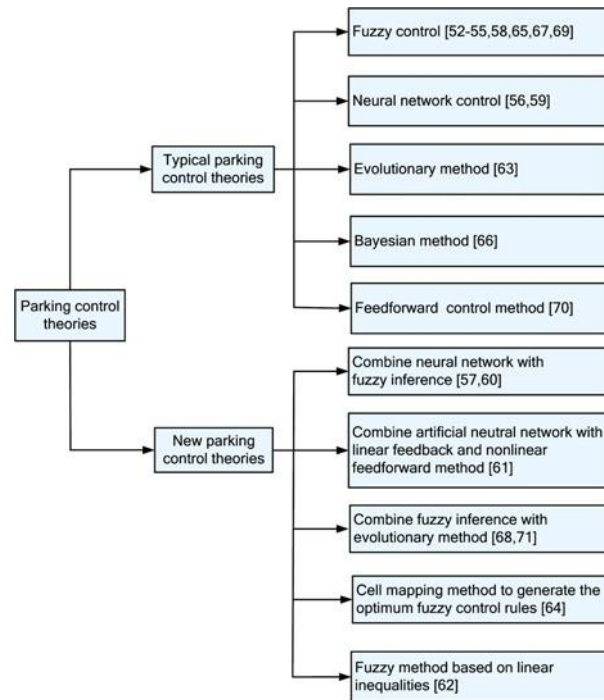 Fuzzy control [52-55,58,65,67,69]
Neural network control [56,59]
Typical parking
control theories
Evolutionary method [63]
Bayesian method [66]
Feedforward control method [70]
Parking control
theories
Combine neural network with
fuzzy inference [57,60]
New parking
control theories
Combine artificial neutral network with
linear feedback and nonlinear
feedforward method [61]
Combine fuzzy inference with
evolutionary method [68,71]
Cell mapping method to generate the
optimum fuzzy control rules [64]
Fuzzy method based on linear
inequalities [62]